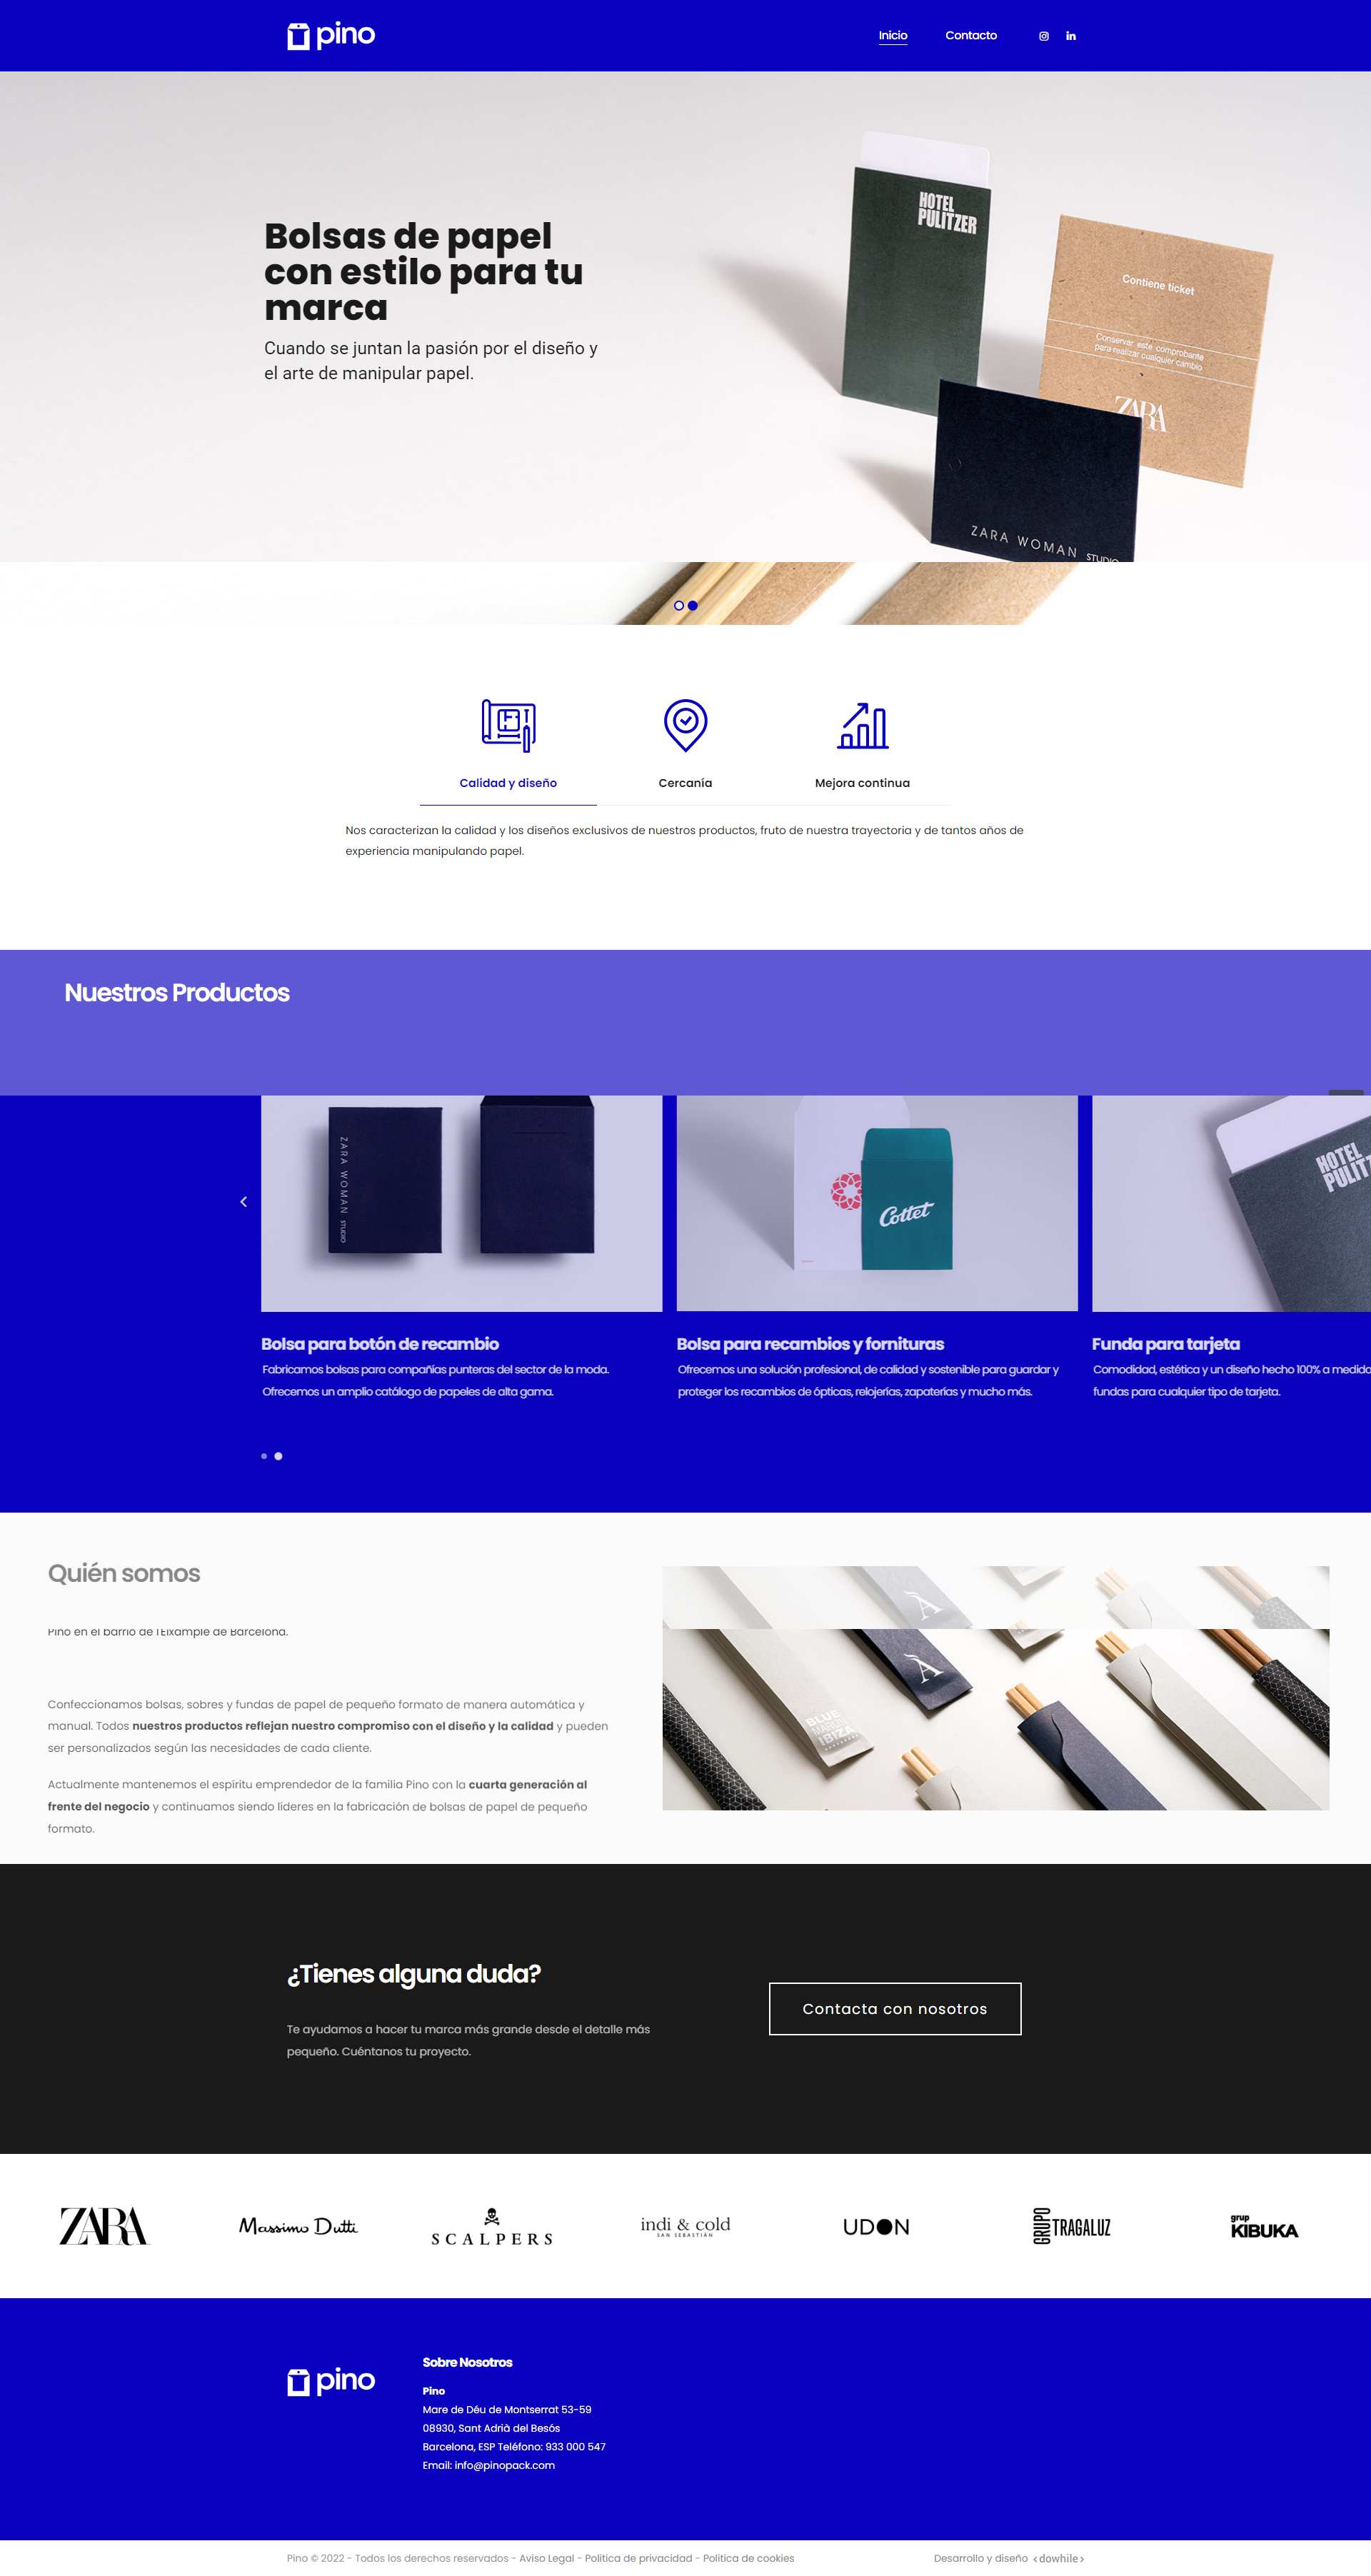 pino
Inicio Contacto
HOTEL
PULITZER
Bolsas de papel
con estilo para tu
marca
Cuando se juntan la pasión por el diseño y
el arte de manipular papel.
Contiene ticket
Conservar este comprobante
para realizar cualquier cambio
ZARA
ZARA WOMAN STUDIO
Calidad y diseño
Cercanía
Mejora continua
Nos caracterizan la calidad y los diseños exclusivos de nuestros productos, fruto de nuestra trayectoria y de tantos años de
experiencia manipulando papel.
Nuestros Productos
ZARA WOMAN STUDIO
Cottet
HOTEL
PULIT
Bolsa para botón de recambio
Fabricamos bolsas para compañías punteras del sector de la moda.
Ofrecemos un amplio catálogo de papeles de alta gama.
Bolsa para recambios y fornituras
Ofrecemos una solución profesional, de calidad y sostenible para guardar y
proteger los recambios de ópticas, relojerías, zapaterías y mucho más.
Funda para tarjeta
Comodidad, estética y un diseño hecho 100% a medida
fundas para cualquier tipo de tarjeta.
Quién somos
Pino en el barrio de l'Eixample de Barcelona.
Confeccionamos bolsas, sobres y fundas de papel de pequeño formato de manera automática y
manual. Todos nuestros productos reflejan nuestro compromiso con el diseño y la calidad y pueden
ser personalizados según las necesidades de cada cliente.
Actualmente mantenemos el espíritu emprendedor de la familia Pino con la cuarta generación al
frente del negocio y continuamos siendo líderes en la fabricación de bolsas de papel de pequeño
formato.
A
A
BLUE
MARLIN
IBIZA
¿Tienes alguna duda?
Te ayudamos a hacer tu marca más grande desde el detalle más
pequeño. Cuéntanos tu proyecto.
Contacta con nosotros
ZARA
Massimo Dutti
SCALPERS
indi & cold
SAN SEBASTIÁN
UDON
GRUPO
TRAGALUZ
grup
KIBUKA
pino
Sobre Nosotros
Pino
Mare de Déu de Montserrat 53-59
08930, Sant Adrià del Besós
Barcelona, ESP Teléfono: 933 000 547
Email: info@pinopack.com
Pino © 2022 - Todos los derechos reservados - Aviso Legal - Política de privacidad - Política de cookies
Desarrollo y diseño <dowhile>